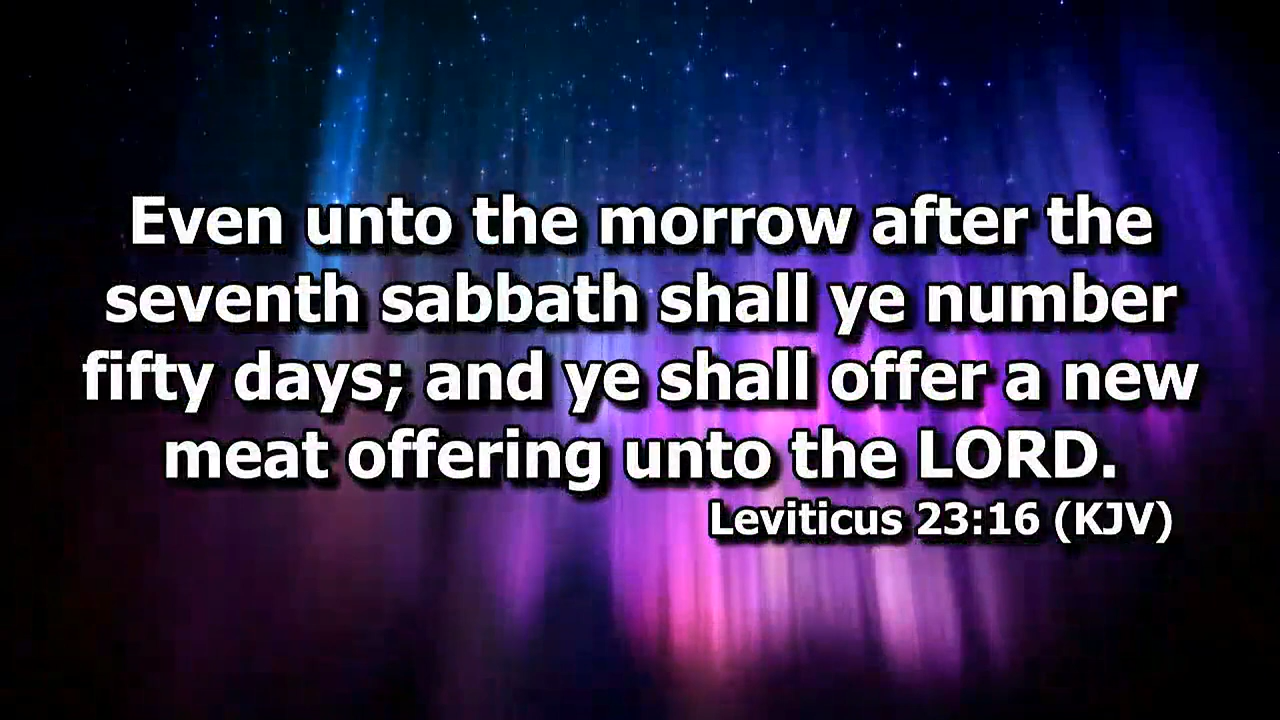 Even unto the morrow after the
seventh sabbath shall ye number
fifty days; and ye shall offer a new
meat offering unto the LORD.
Leviticus 23:16 (KJV)